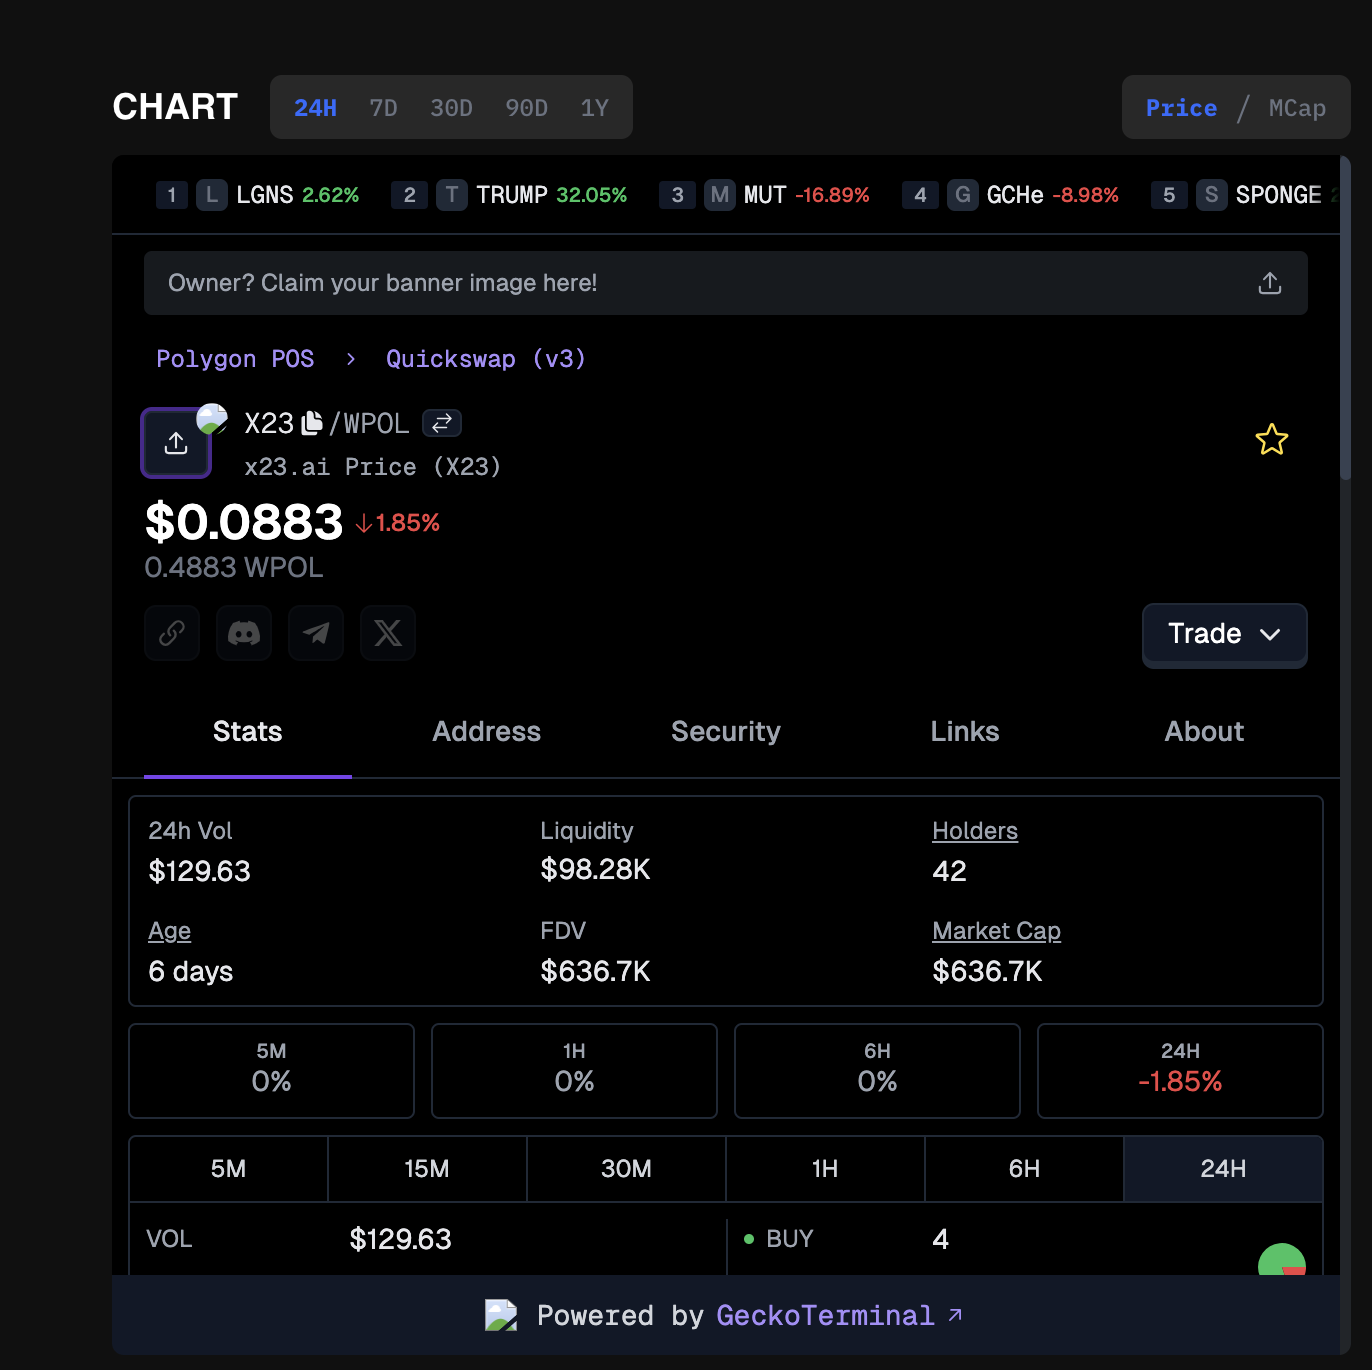 CHART 24H 7D 30D 90D 1Y Price / MCap
1 L LGNS 2.62% 2 T TRUMP 32.05% 3 M MUT -16.89% 4 G GCHe -8.98% 5 S SPONGE
Owner? Claim your banner image here!
Polygon POS > Quickswap (v3)
X23 /WPOL
x23.ai Price (X23)
$0.0883 ↓1.85%
0.4883 WPOL
Trade
Stats Address Security Links About
24h Vol Liquidity Holders
$129.63 $98.28K 42
Age FDV Market Cap
6 days $636.7K $636.7K
5M 1H 6H 24H
0% 0% 0% -1.85%
5M 15M 30M 1H 6H 24H
VOL $129.63 BUY 4
Powered by GeckoTerminal